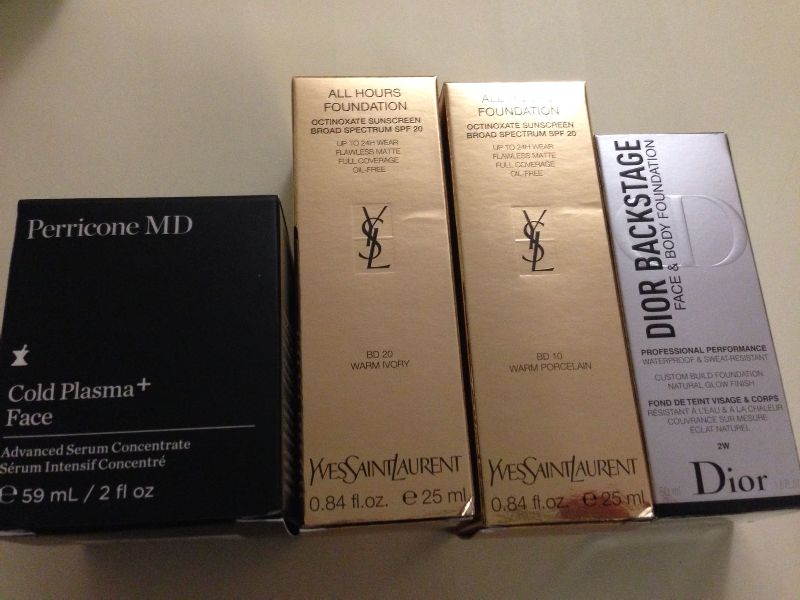 Perricone MD
Cold Plasma+
Face
Advanced Serum Concentrate
Sérum Intensif Concentré
℮ 59 mL / 2 fl oz
ALL HOURS
FOUNDATION
OCTINOXATE SUNSCREEN
BROAD SPECTRUM SPF 20
UP TO 24H WEAR
FLAWLESS MATTE
FULL COVERAGE
OIL-FREE
YSL
BD 20
WARM IVORY
YVESSAINTLAURENT
0.84 fl.oz. ℮ 25 ml
ALL HOURS
FOUNDATION
OCTINOXATE SUNSCREEN
BROAD SPECTRUM SPF 20
UP TO 24H WEAR
FLAWLESS MATTE
FULL COVERAGE
OIL-FREE
YSL
BD 10
WARM PORCELAIN
YVESSAINTLAURENT
0.84 fl.oz. ℮ 25 ml
DIOR BACKSTAGE
FACE & BODY FOUNDATION
D
PROFESSIONAL PERFORMANCE
WATERPROOF & SWEAT-RESISTANT
CUSTOM BUILD FOUNDATION
NATURAL GLOW FINISH
FOND DE TEINT VISAGE & CORPS
RÉSISTANT À L'EAU & À LA CHALEUR
COUVRANCE SUR MESURE
ÉCLAT NATUREL
2W
Dior
50 ml